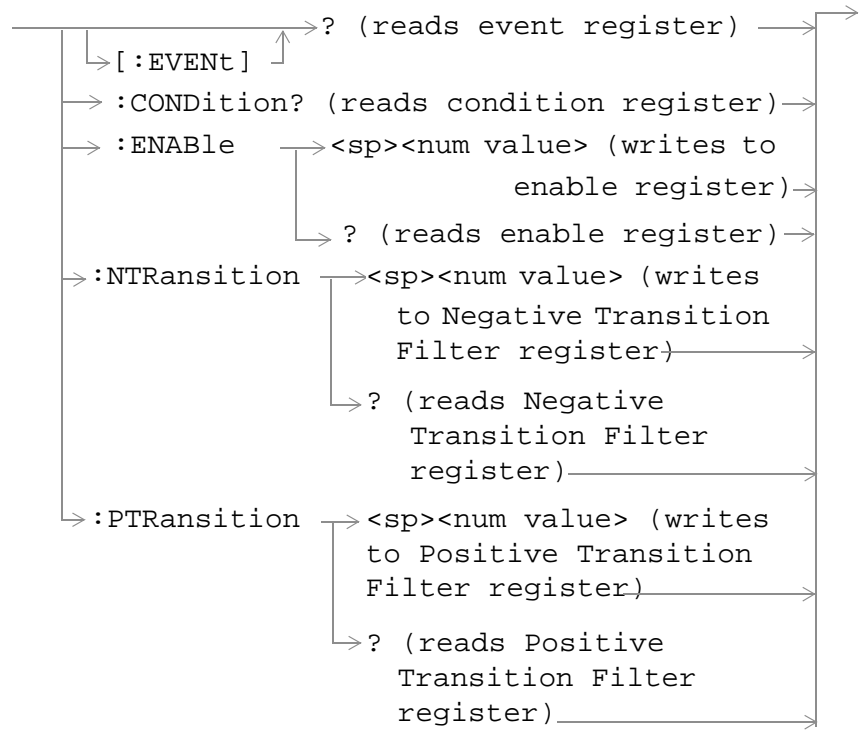 ? (reads event register)
[:EVENt]
:CONDition? (reads condition register)
:ENABle <sp><num value> (writes to
enable register)
? (reads enable register)
:NTRansition <sp><num value> (writes
to Negative Transition
Filter register)
? (reads Negative
Transition Filter
register)
:PTRansition <sp><num value> (writes
to Positive Transition
Filter register)
? (reads Positive
Transition Filter
register)